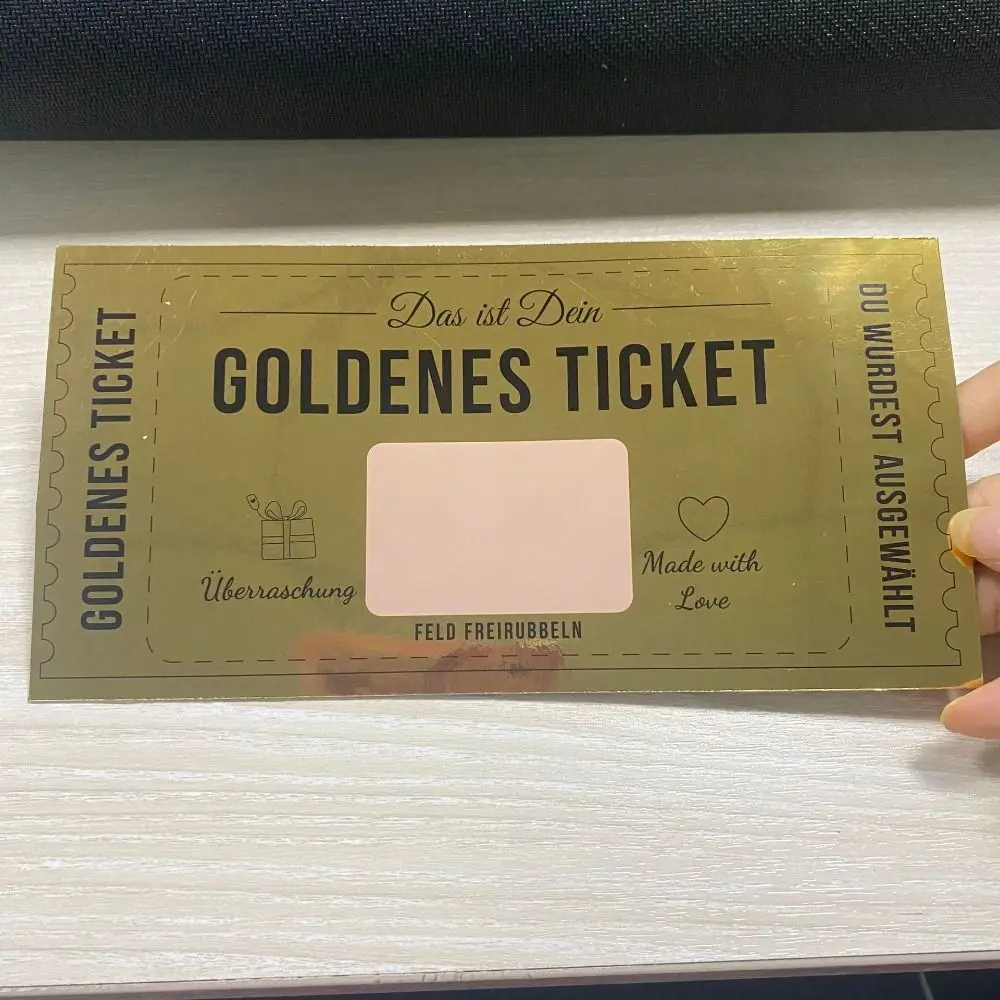 GOLDENES TICKET
Das ist Dein
GOLDENES TICKET
Überraschung
Made with
Love
FELD FREIRUBBELN
DU WURDEST AUSGEWÄHLT